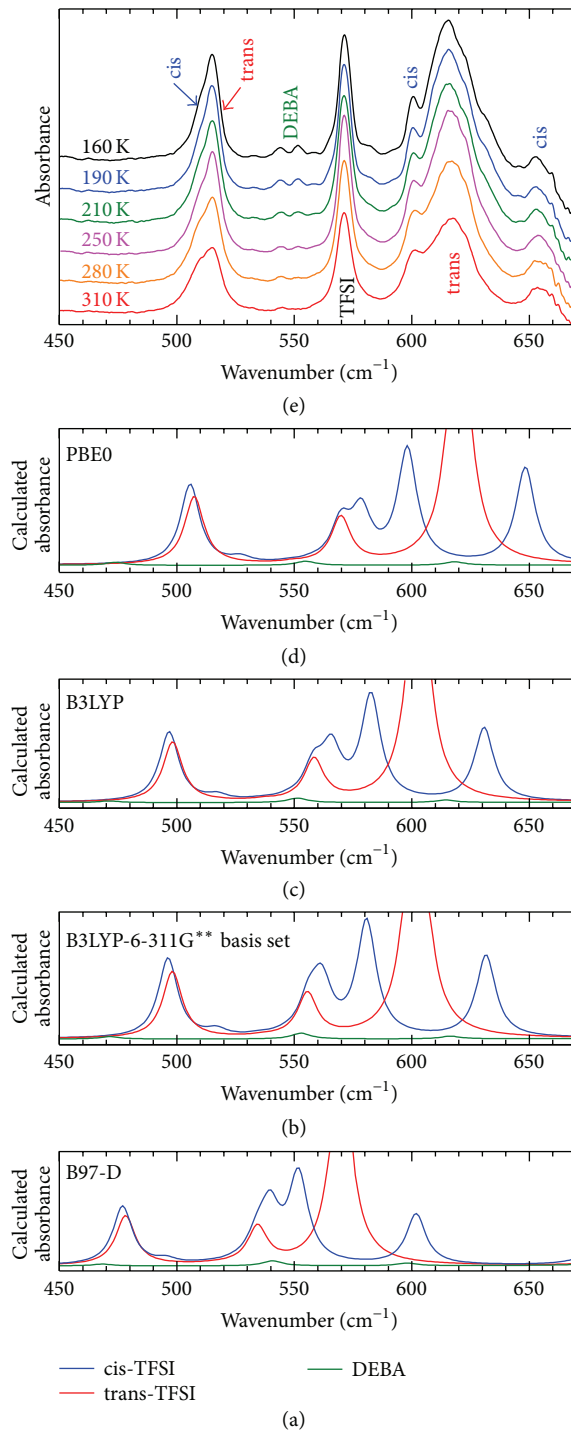 Absorbance
cis
trans
DEBA
cis
cis
160 K
190 K
210 K
250 K
280 K
310 K
TFSI
trans
450 500 550 600 650
Wavenumber (cm⁻¹)
(e)
PBE0
Calculated
absorbance
450 500 550 600 650
Wavenumber (cm⁻¹)
(d)
B3LYP
Calculated
absorbance
450 500 550 600 650
Wavenumber (cm⁻¹)
(c)
B3LYP-6-311G** basis set
Calculated
absorbance
450 500 550 600 650
Wavenumber (cm⁻¹)
(b)
B97-D
Calculated
absorbance
450 500 550 600 650
Wavenumber (cm⁻¹)
cis-TFSI
trans-TFSI
DEBA
(a)